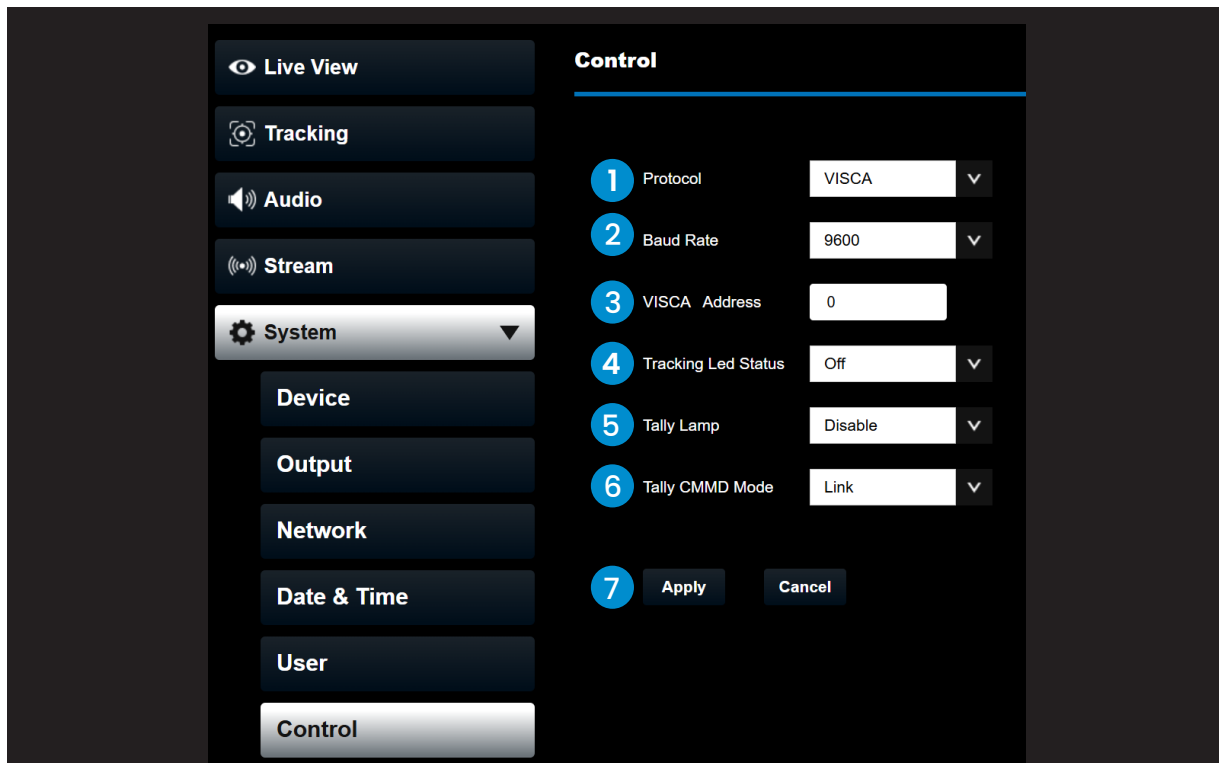 Live View
Tracking
Audio
Stream
System
Device
Output
Network
Date & Time
User
Control
Control
1 Protocol VISCA
2 Baud Rate 9600
3 VISCA Address 0
4 Tracking Led Status Off
5 Tally Lamp Disable
6 Tally CMMD Mode Link
7 Apply Cancel